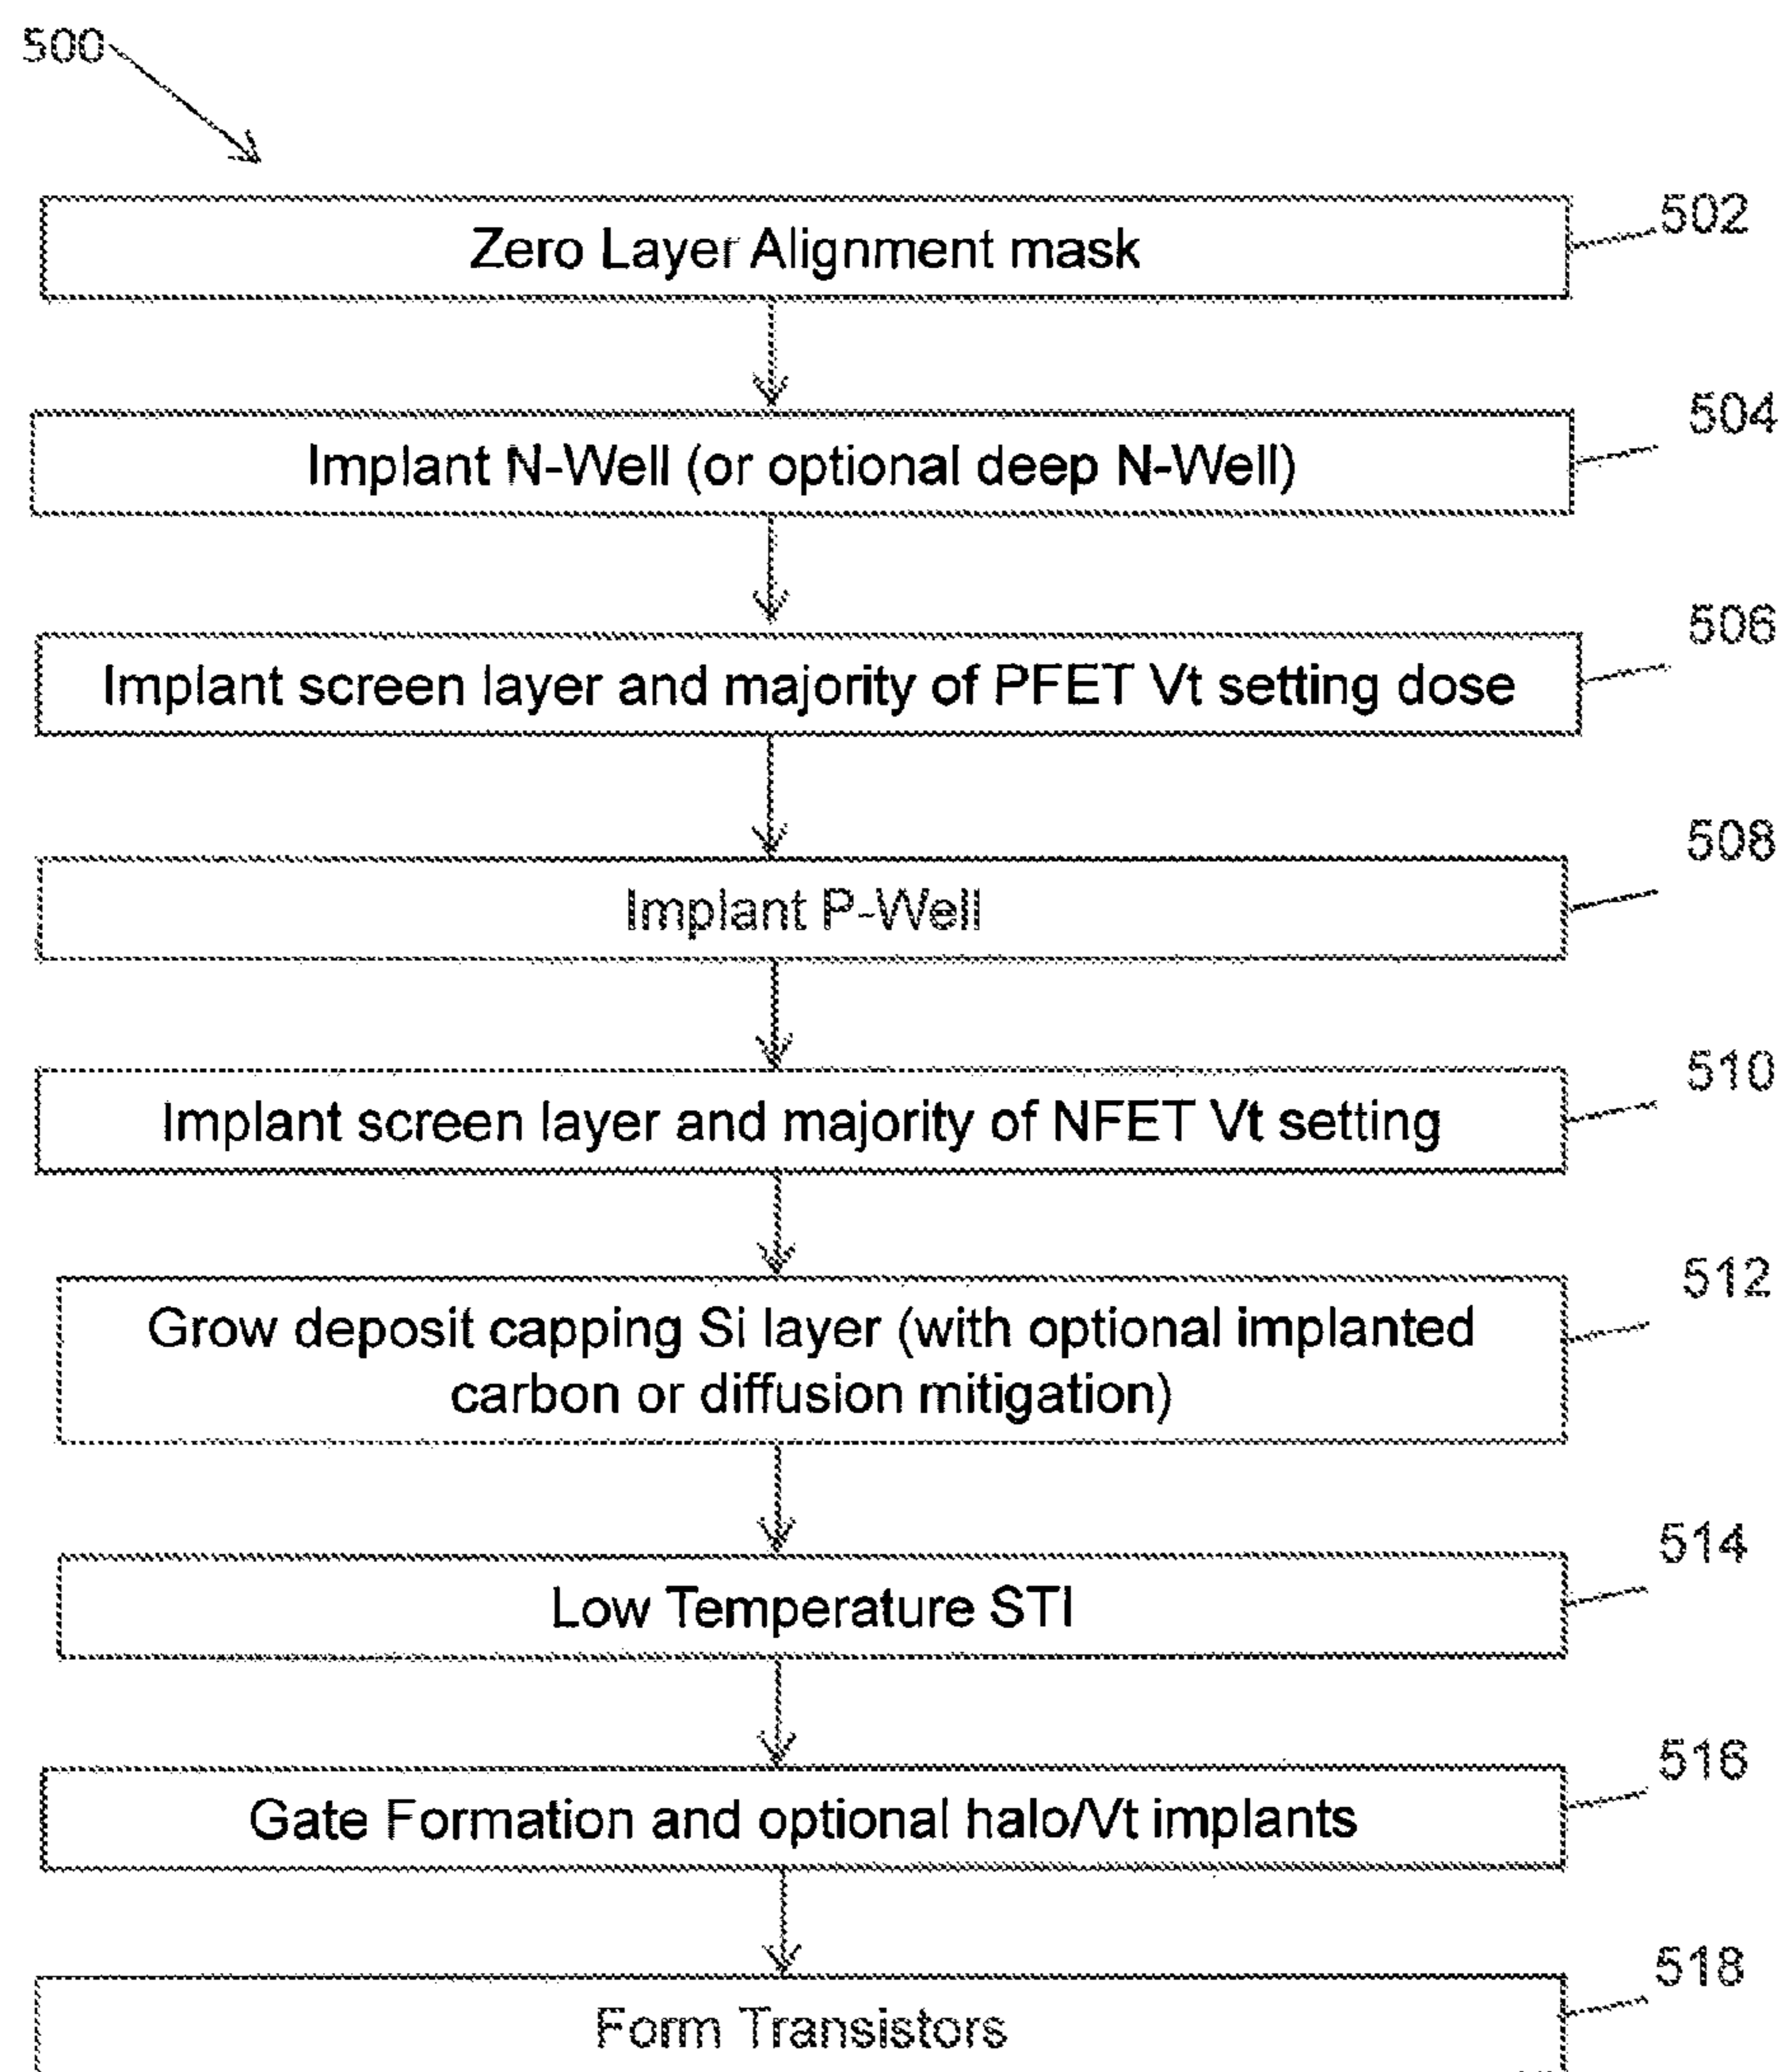 500
Zero Layer Alignment mask
502
Implant N-Well (or optional deep N-Well)
504
Implant screen layer and majority of PFET Vt setting dose
506
Implant P-Well
508
Implant screen layer and majority of NFET Vt setting
510
Grow deposit capping Si layer (with optional implanted
carbon or diffusion mitigation)
512
Low Temperature STI
514
Gate Formation and optional halo/Vt implants
516
Form Transistors
518